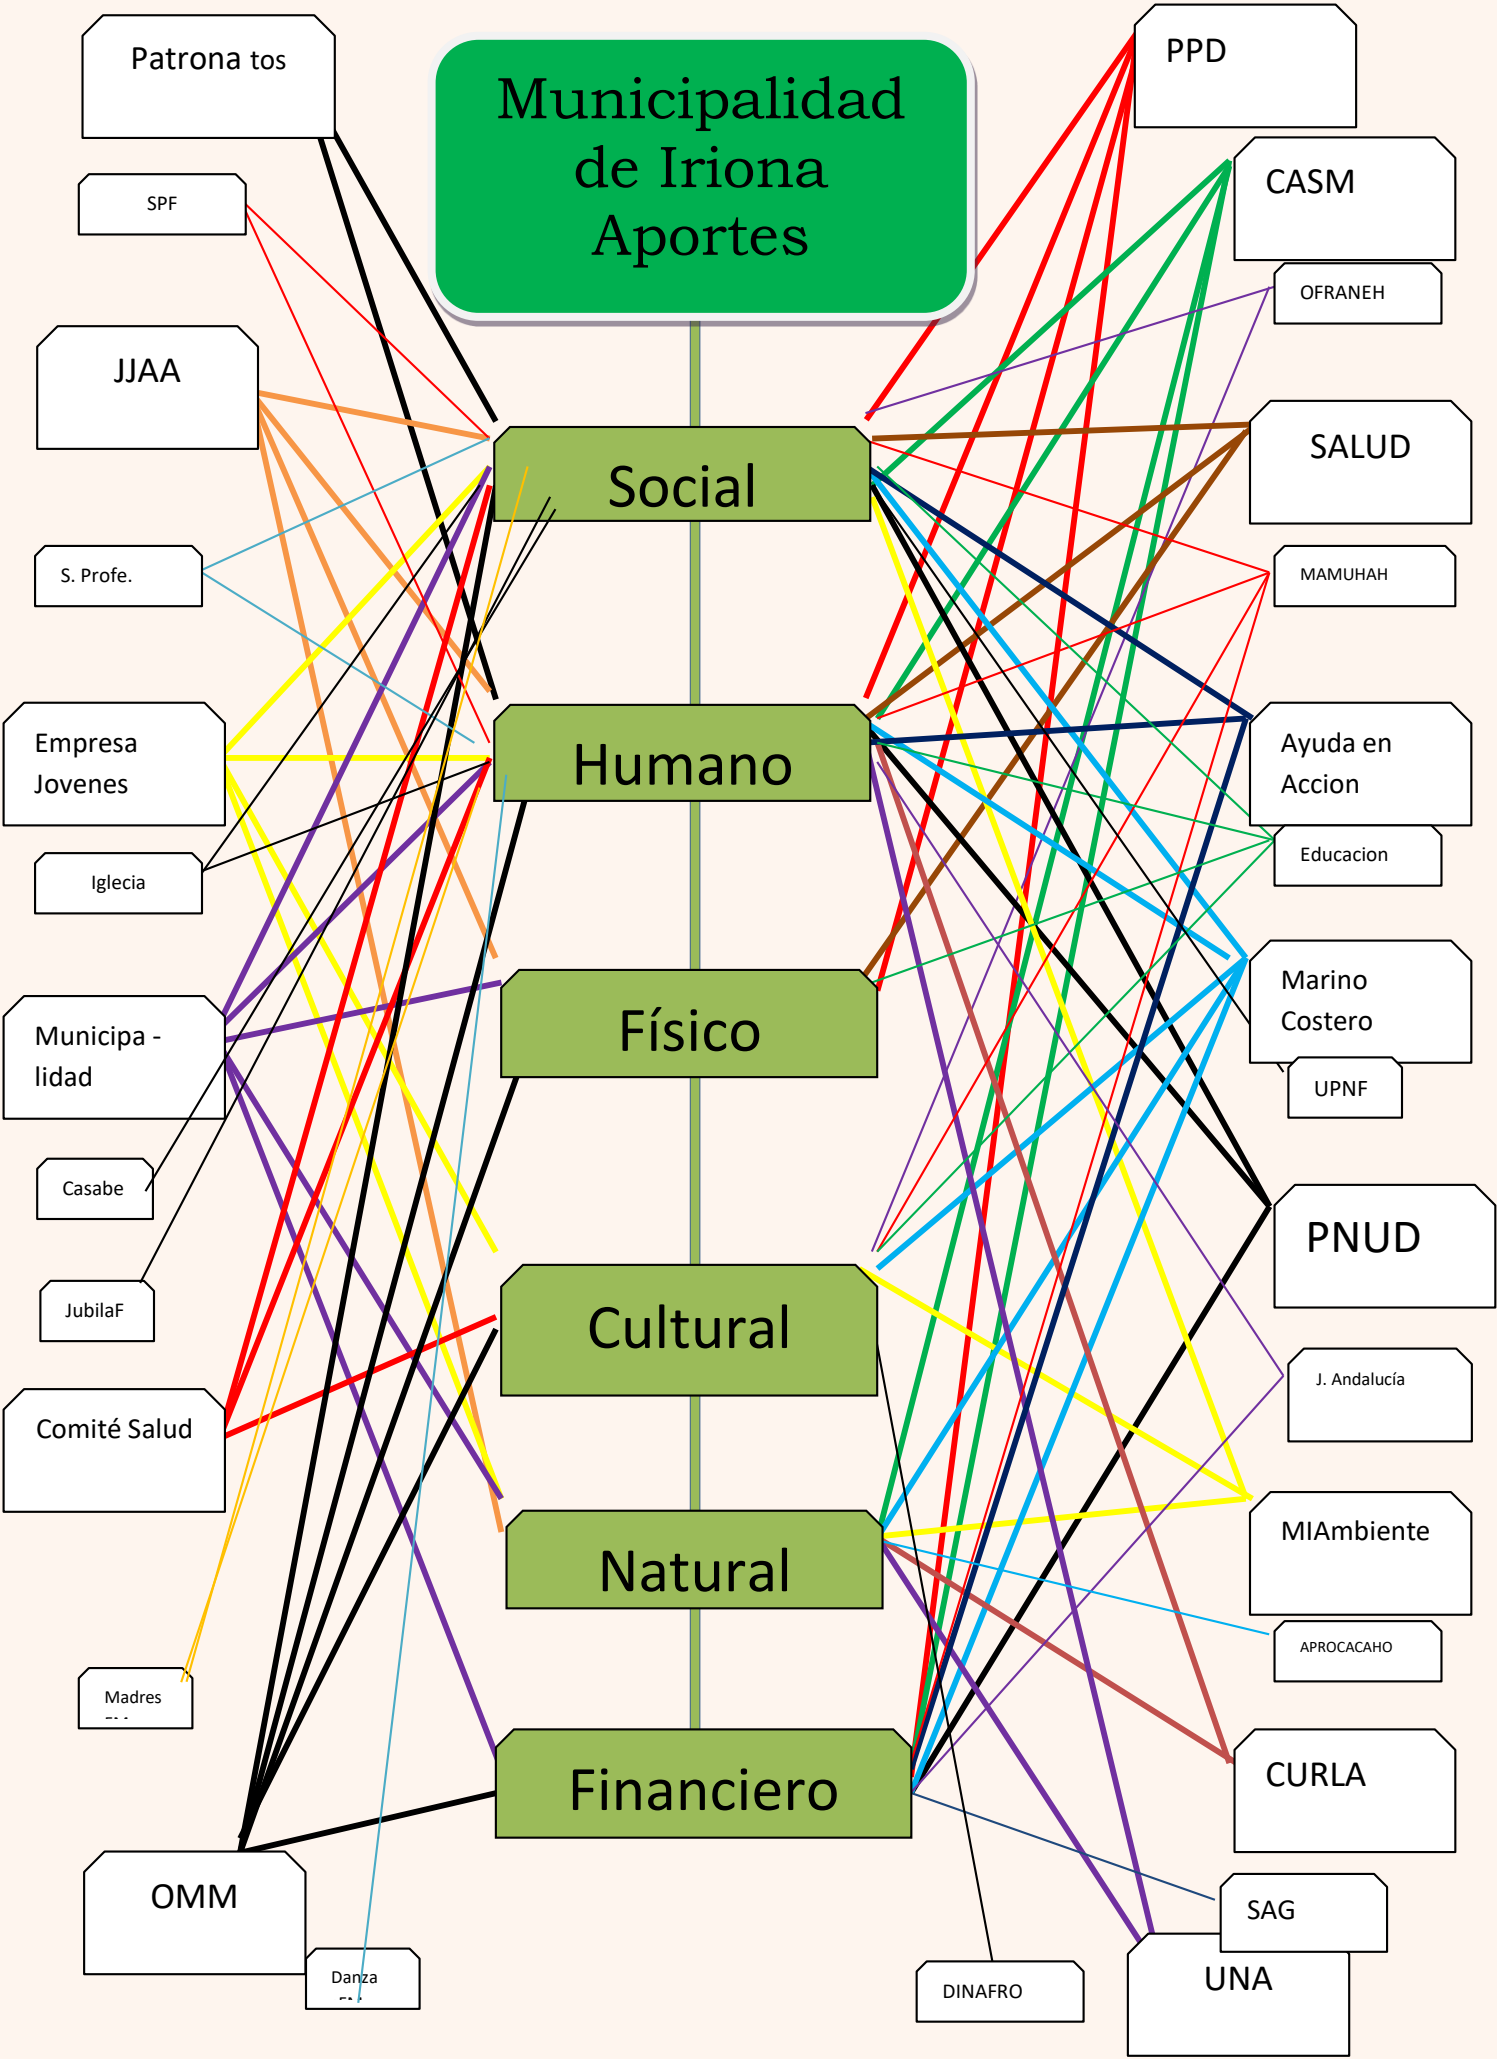 Municipalidad
de Iriona
Aportes
Patrona tos
SPF
JJAA
S. Profe.
Empresa
Jovenes
Iglecia
Municipa -
lidad
Casabe
JubilaF
Comité Salud
Madres
OMM
Danza
Social
Humano
Físico
Cultural
Natural
Financiero
PPD
CASM
OFRANEH
SALUD
MAMUHAH
Ayuda en
Accion
Educacion
Marino
Costero
UPNF
PNUD
J. Andalucía
MIAmbiente
APROCACAHO
CURLA
SAG
UNA
DINAFRO